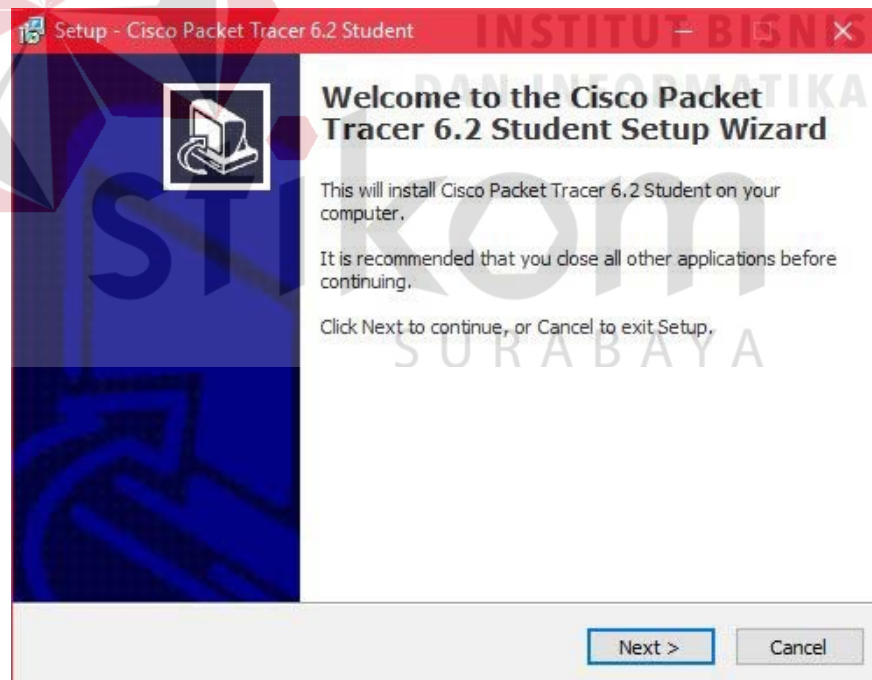 Setup - Cisco Packet Tracer 6.2 Student
INSTITUT BISNIS
DAN INFORMATIKA
stikom
SURABAYA
Welcome to the Cisco Packet
Tracer 6.2 Student Setup Wizard
This will install Cisco Packet Tracer 6.2 Student on your
computer.
It is recommended that you close all other applications before
continuing.
Click Next to continue, or Cancel to exit Setup.
Next >
Cancel